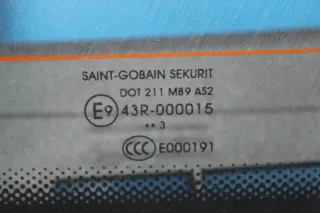 SAINT-GOBAIN SEKURIT
DOT 211 M89 AS2
E9 43R-000015
•• 3
CCC E000191